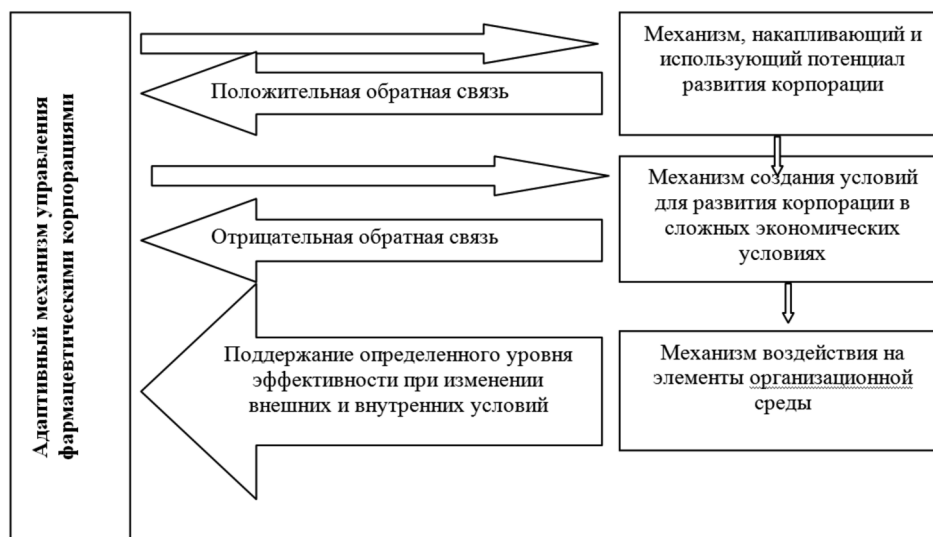 Адаптивный механизм управления
фармацевтическими корпорациями
Механизм, накапливающий и
использующий потенциал
развития корпорации
Положительная обратная связь
Механизм создания условий
для развития корпорации в
сложных экономических
условиях
Отрицательная обратная связь
Поддержание определенного уровня
эффективности при изменении
внешних и внутренних условий
Механизм воздействия на
элементы организационной
среды